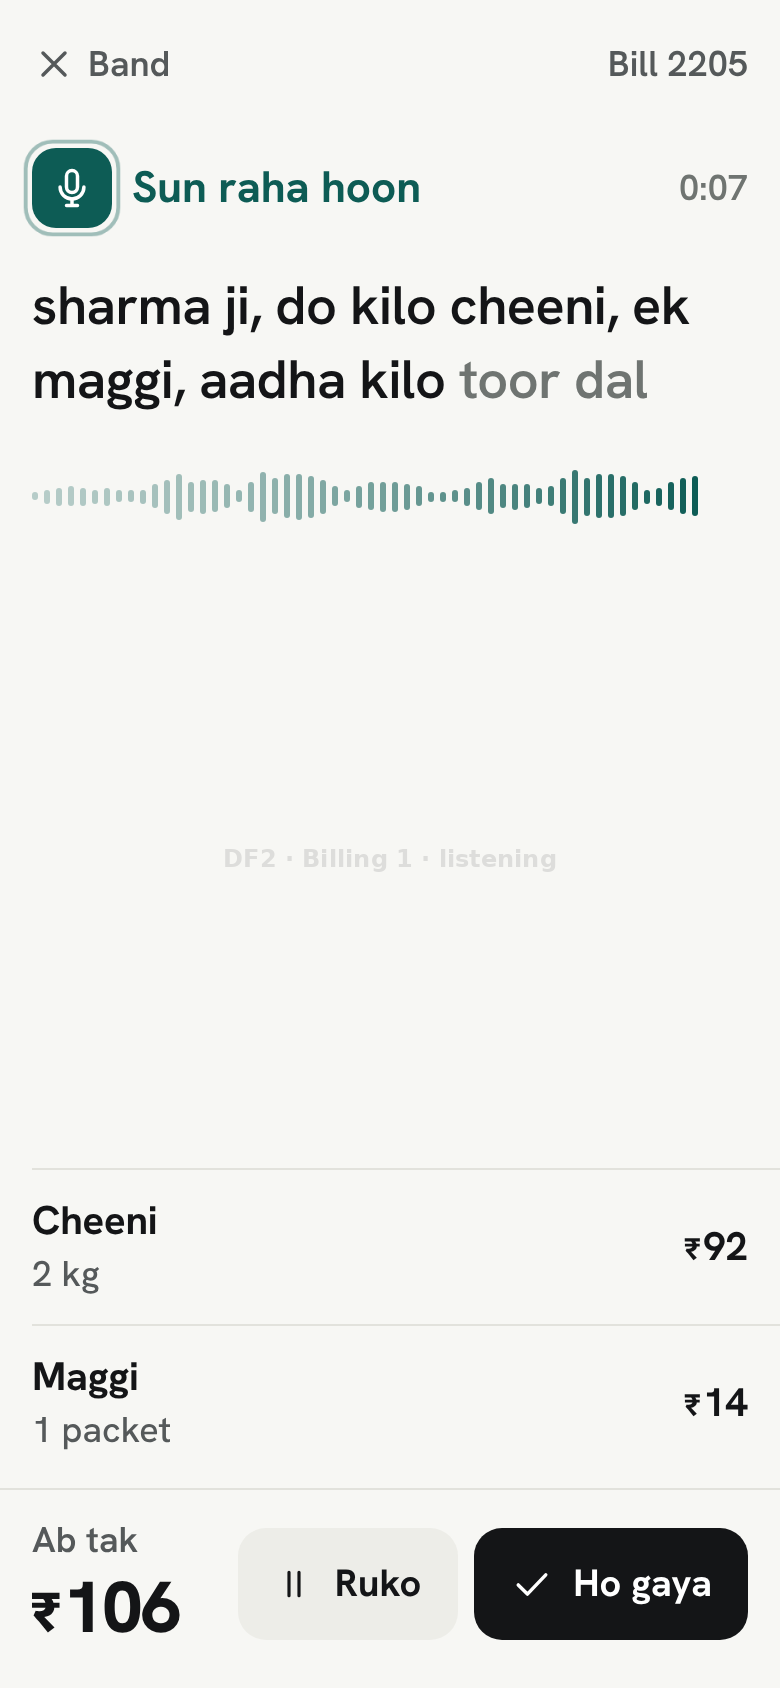 Band
Bill 2205
Sun raha hoon
0:07
sharma ji, do kilo cheeni, ek
maggi, aadha kilo toor dal
DF2 · Billing 1 · listening
Cheeni
2 kg
₹92
Maggi
1 packet
₹14
Ab tak
₹106
Ruko
Ho gaya